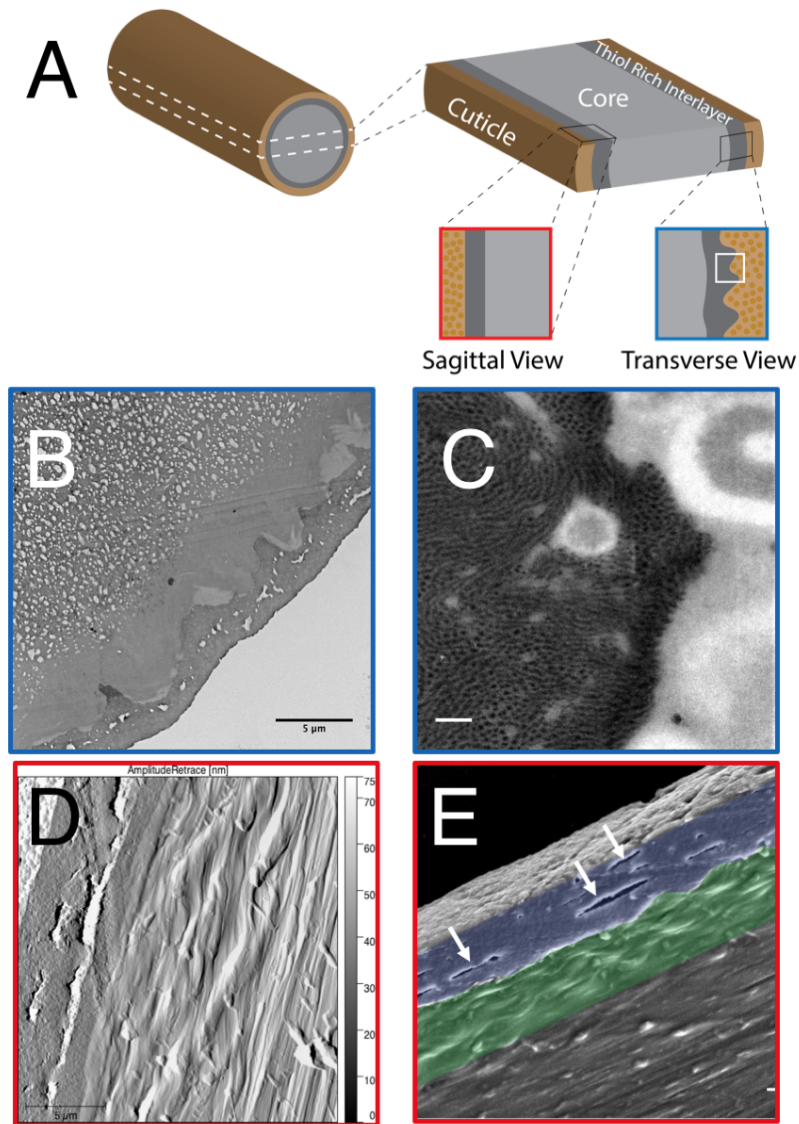 A
Cuticle
Core
Thiol Rich Interlayer
Sagittal View
Transverse View
B
5 µm
C
AmplitudeRetrace [nm]
D
75
70
60
50
40
30
20
10
0
5 µm
E